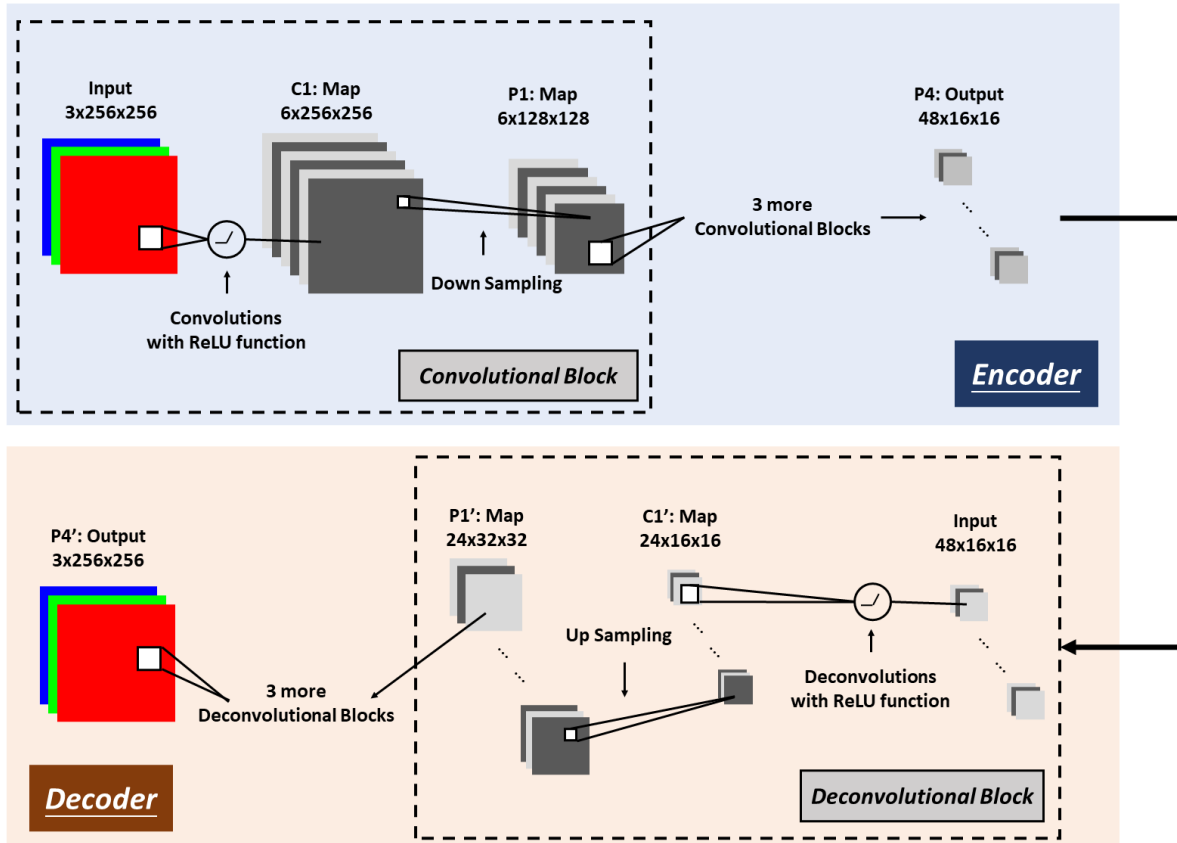 Input
3x256x256
C1: Map
6x256x256
P1: Map
6x128x128
P4: Output
48x16x16
3 more
Convolutional Blocks
Down Sampling
Convolutions
with ReLU function
Convolutional Block
Encoder
P4’: Output
3x256x256
P1’: Map
24x32x32
C1’: Map
24x16x16
Input
48x16x16
Up Sampling
3 more
Deconvolutional Blocks
Deconvolutions
with ReLU function
Decoder
Deconvolutional Block